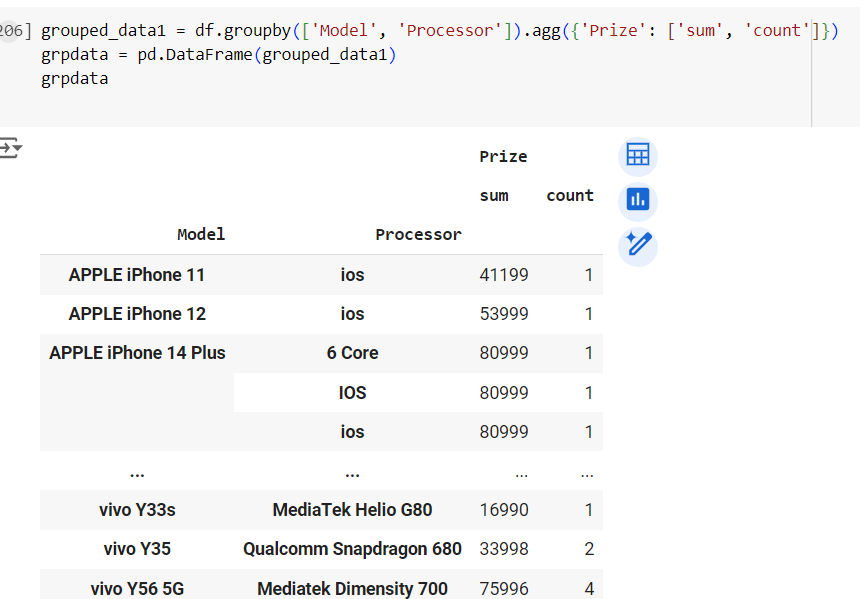 206] grouped_data1 = df.groupby(['Model', 'Processor']).agg({'Prize': ['sum', 'count']})
grpdata = pd.DataFrame(grouped_data1)
grpdata
Prize
sum count
Model Processor
APPLE iPhone 11 ios 41199 1
APPLE iPhone 12 ios 53999 1
APPLE iPhone 14 Plus 6 Core 80999 1
IOS 80999 1
ios 80999 1
... ... ... ...
vivo Y33s MediaTek Helio G80 16990 1
vivo Y35 Qualcomm Snapdragon 680 33998 2
vivo Y56 5G Mediatek Dimensity 700 75996 4